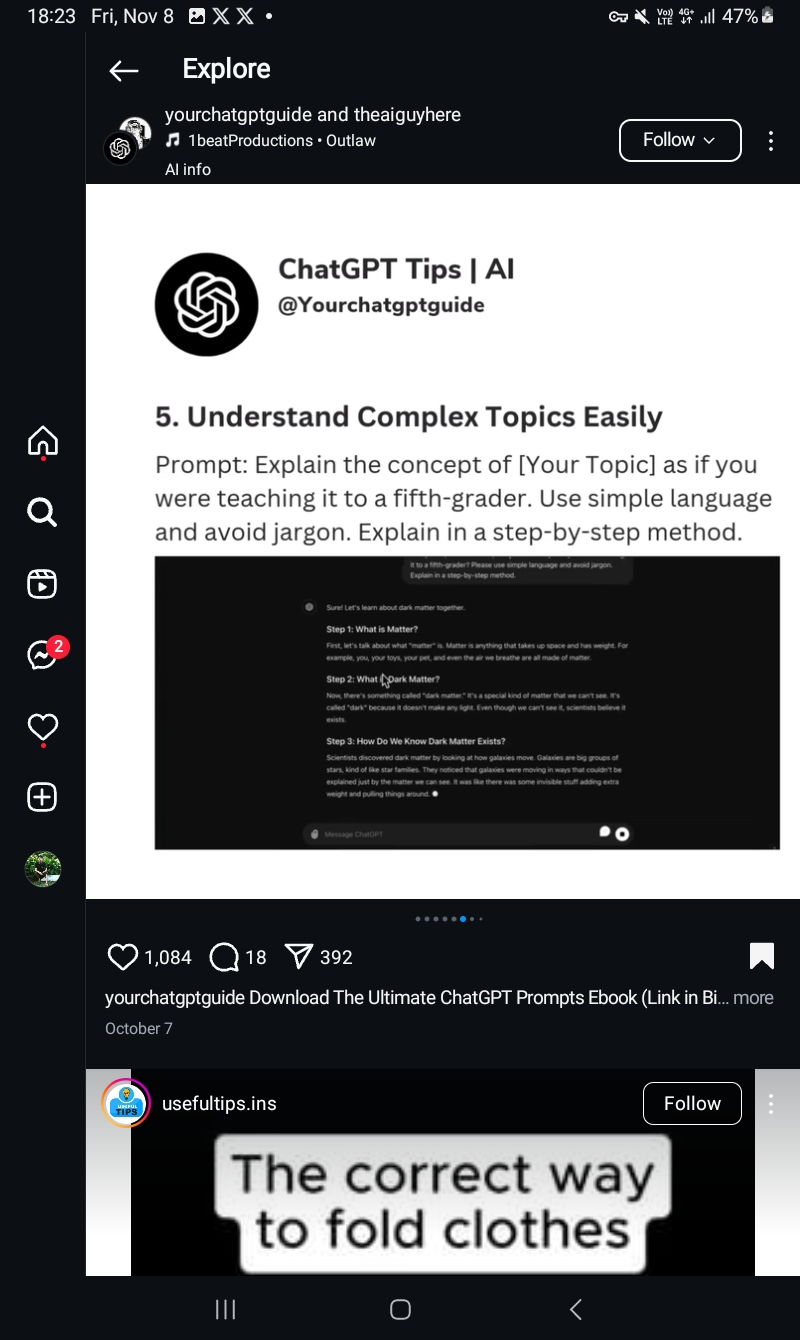 18:23 Fri, Nov 8
Vo)) LTE 4G+ 47%
Explore
yourchatgptguide and theaiguyhere
1beatProductions • Outlaw
AI info
Follow
ChatGPT Tips | AI
@Yourchatgptguide
5. Understand Complex Topics Easily
Prompt: Explain the concept of [Your Topic] as if you
were teaching it to a fifth-grader. Use simple language
and avoid jargon. Explain in a step-by-step method.
it to a fifth-grader? Please use simple language and avoid jargon.
Explain in a step-by-step method.
Sure! Let's learn about dark matter together.
Step 1: What is Matter?
First, let's talk about what "matter" is. Matter is anything that takes up space and has weight. For
example, you, your toys, your pet, and even the air we breathe are all made of matter.
Step 2: What Dark Matter?
Now, there's something called "dark matter." It's a special kind of matter that we can't see. It's
called "dark" because it doesn't make any light. Even though we can't see it, scientists believe it
exists.
Step 3: How Do We Know Dark Matter Exists?
Scientists discovered dark matter by looking at how galaxies move. Galaxies are big groups of
stars, kind of like star families. They noticed that galaxies were moving in ways that couldn't be
explained just by the matter we can see. It was like there was some invisible stuff adding extra
weight and pulling things around.
Message ChatGPT
2
1,084 18 392
yourchatgptguide Download The Ultimate ChatGPT Prompts Ebook (Link in Bi... more
October 7
USEFUL
TIPS
usefultips.ins
Follow
The correct way
to fold clothes